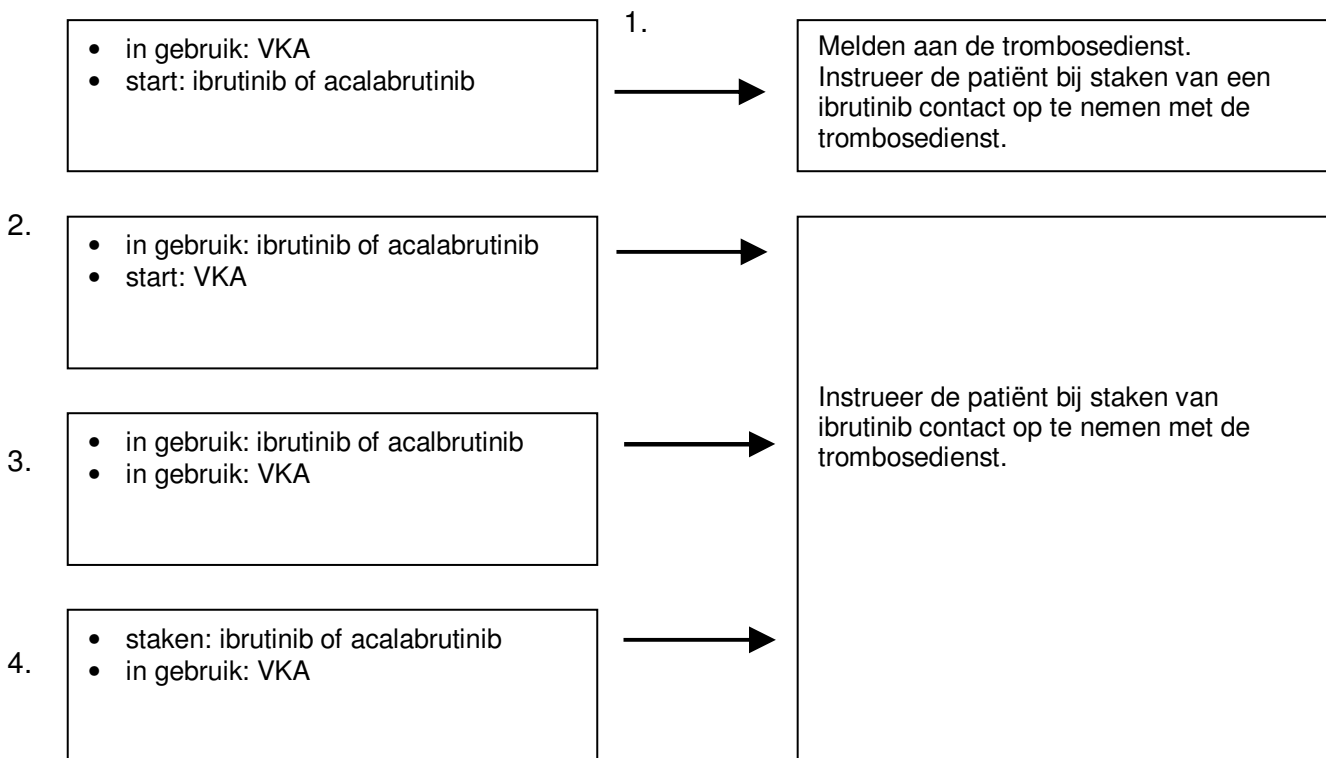 1.
• in gebruik: VKA
• start: ibrutinib of acalabrutinib
Melden aan de trombosedienst.
Instrueer de patiënt bij staken van een
ibrutinib contact op te nemen met de
trombosedienst.
2.
• in gebruik: ibrutinib of acalabrutinib
• start: VKA
3.
• in gebruik: ibrutinib of acalbrutinib
• in gebruik: VKA
4.
• staken: ibrutinib of acalabrutinib
• in gebruik: VKA
Instrueer de patiënt bij staken van
ibrutinib contact op te nemen met de
trombosedienst.